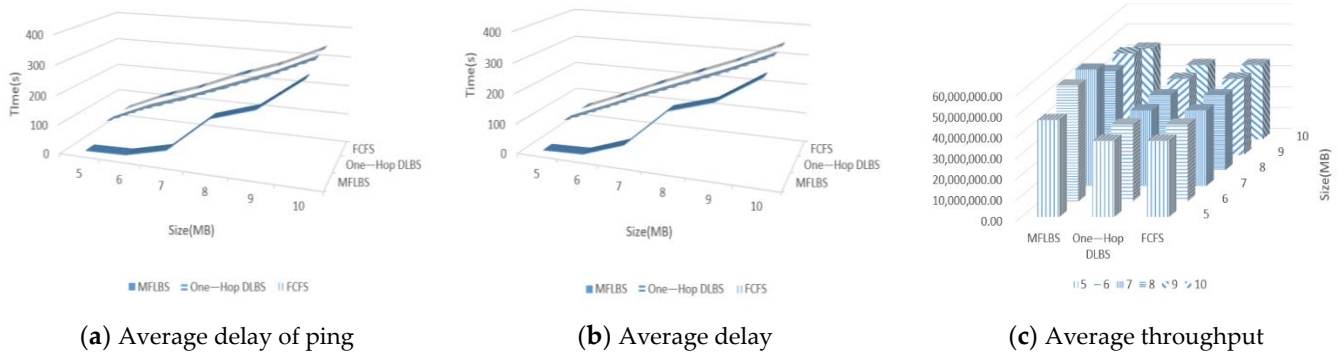 400
300
200
100
0
Time(s)
5
6
7
8
9
10
FCFS
One—Hop DLBS
MFLBS
Size(MB)
MFLBS One—Hop DLBS FCFS
(a) Average delay of ping
400
300
200
100
0
Time(s)
5
6
7
8
9
10
FCFS
One—Hop DLBS
MFLBS
Size(MB)
MFLBS One—Hop DLBS FCFS
(b) Average delay
60,000,000.00
50,000,000.00
40,000,000.00
30,000,000.00
20,000,000.00
10,000,000.00
0.00
MFLBS
One—Hop
DLBS
FCFS
10
9
8
7
6
5
Size(MB)
5 6 7 8 9 10
(c) Average throughput